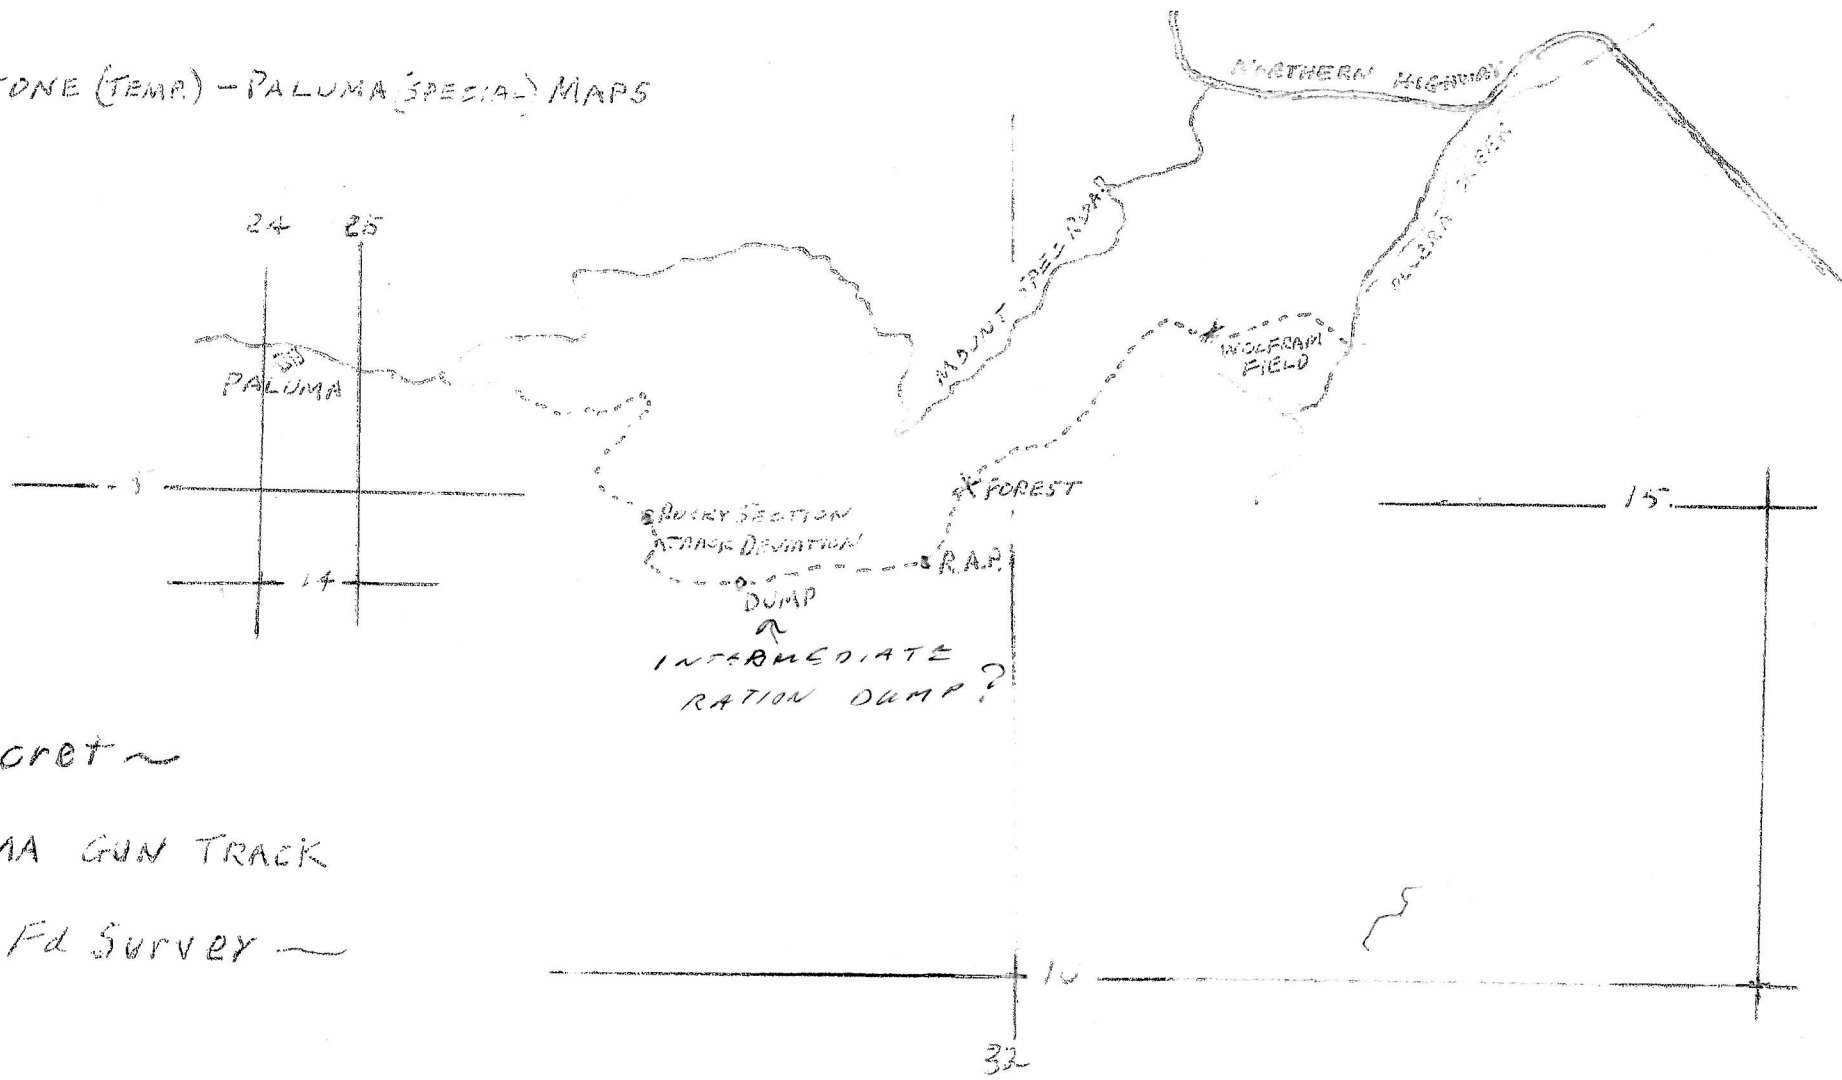 TONE (TEMP.) - PALUMA (SPECIAL) MAPS
NORTHERN HIGHWAY
24 25
MOUNT SPEC ROAD
PALUMA
WOLFRAM
FIELD
FOREST
15.
ROCKY SECTION
TRACK DEVIATION
R.A.P.
14
DUMP
INTERMEDIATE
RATION DUMP ?
cret ~
MA GUN TRACK
Fd Survey —
10
32